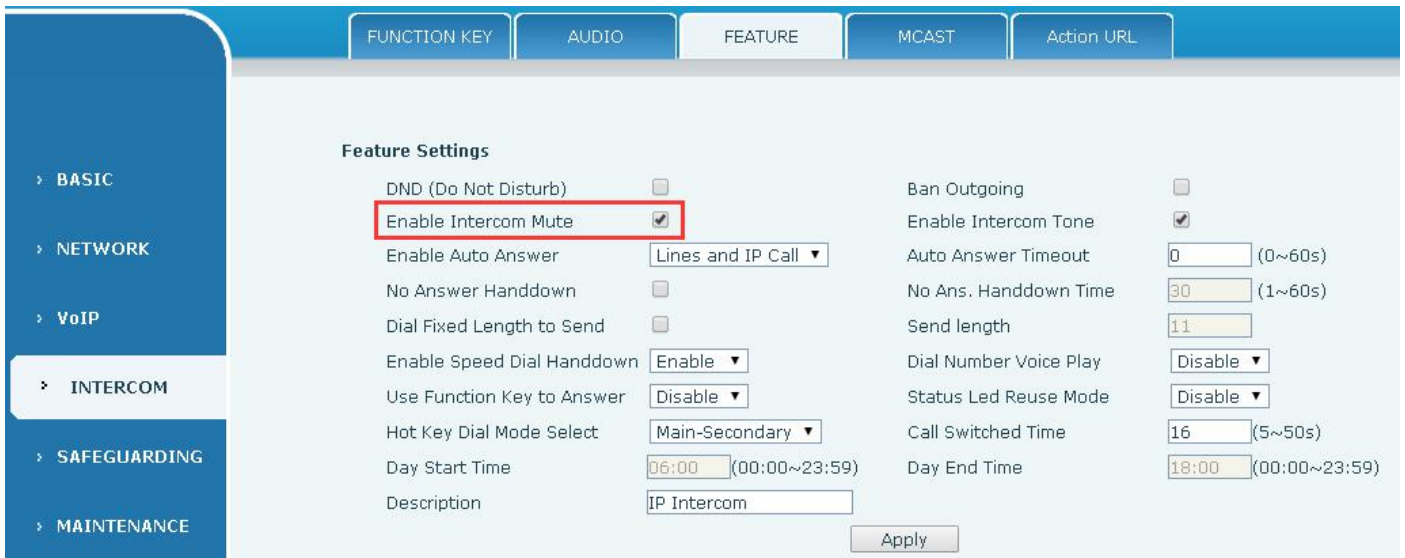 FUNCTION KEY AUDIO FEATURE MCAST Action URL
Feature Settings
› BASIC
› NETWORK
› VoIP
› INTERCOM
› SAFEGUARDING
› MAINTENANCE
DND (Do Not Disturb) Ban Outgoing
Enable Intercom Mute Enable Intercom Tone
Enable Auto Answer Lines and IP Call ▼ Auto Answer Timeout 0 (0~60s)
No Answer Handdown No Ans. Handdown Time 30 (1~60s)
Dial Fixed Length to Send Send length 11
Enable Speed Dial Handdown Enable ▼ Dial Number Voice Play Disable ▼
Use Function Key to Answer Disable ▼ Status Led Reuse Mode Disable ▼
Hot Key Dial Mode Select Main-Secondary ▼ Call Switched Time 16 (5~50s)
Day Start Time 06:00 (00:00~23:59) Day End Time 18:00 (00:00~23:59)
Description IP Intercom
Apply